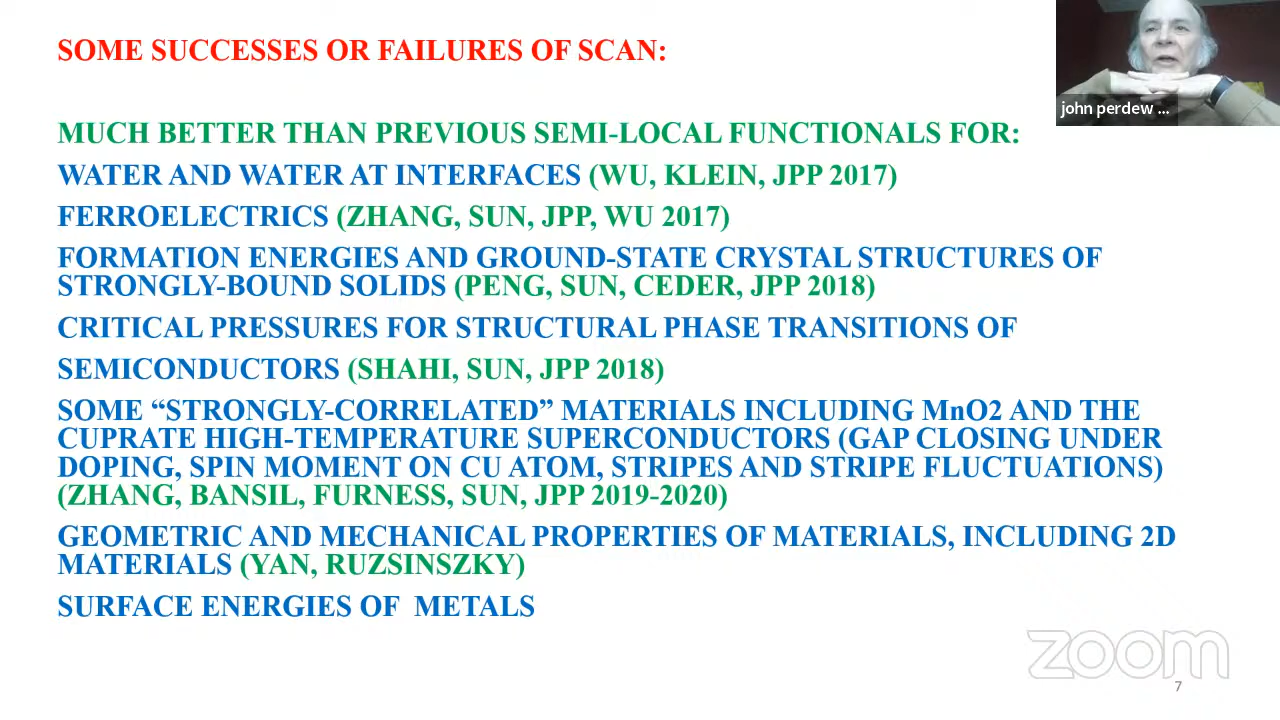 SOME SUCCESSES OR FAILURES OF SCAN:
john perdew ...
MUCH BETTER THAN PREVIOUS SEMI-LOCAL FUNCTIONALS FOR:
WATER AND WATER AT INTERFACES (WU, KLEIN, JPP 2017)
FERROELECTRICS (ZHANG, SUN, JPP, WU 2017)
FORMATION ENERGIES AND GROUND-STATE CRYSTAL STRUCTURES OF
STRONGLY-BOUND SOLIDS (PENG, SUN, CEDER, JPP 2018)
CRITICAL PRESSURES FOR STRUCTURAL PHASE TRANSITIONS OF
SEMICONDUCTORS (SHAHI, SUN, JPP 2018)
SOME “STRONGLY-CORRELATED” MATERIALS INCLUDING MnO2 AND THE
CUPRATE HIGH-TEMPERATURE SUPERCONDUCTORS (GAP CLOSING UNDER
DOPING, SPIN MOMENT ON CU ATOM, STRIPES AND STRIPE FLUCTUATIONS)
(ZHANG, BANSIL, FURNESS, SUN, JPP 2019-2020)
GEOMETRIC AND MECHANICAL PROPERTIES OF MATERIALS, INCLUDING 2D
MATERIALS (YAN, RUZSINSZKY)
SURFACE ENERGIES OF METALS
zoom
7